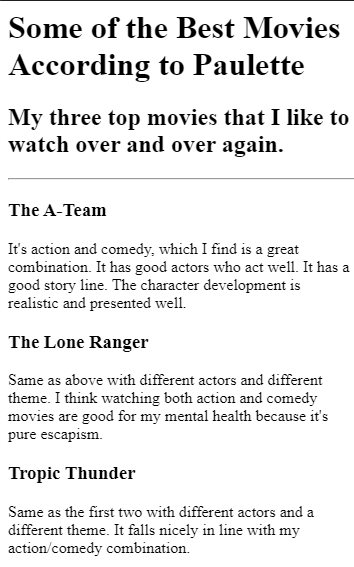 Some of the Best Movies
According to Paulette
My three top movies that I like to
watch over and over again.
The A-Team
It's action and comedy, which I find is a great
combination. It has good actors who act well. It has a
good story line. The character development is
realistic and presented well.
The Lone Ranger
Same as above with different actors and different
theme. I think watching both action and comedy
movies are good for my mental health because it's
pure escapism.
Tropic Thunder
Same as the first two with different actors and a
different theme. It falls nicely in line with my
action/comedy combination.